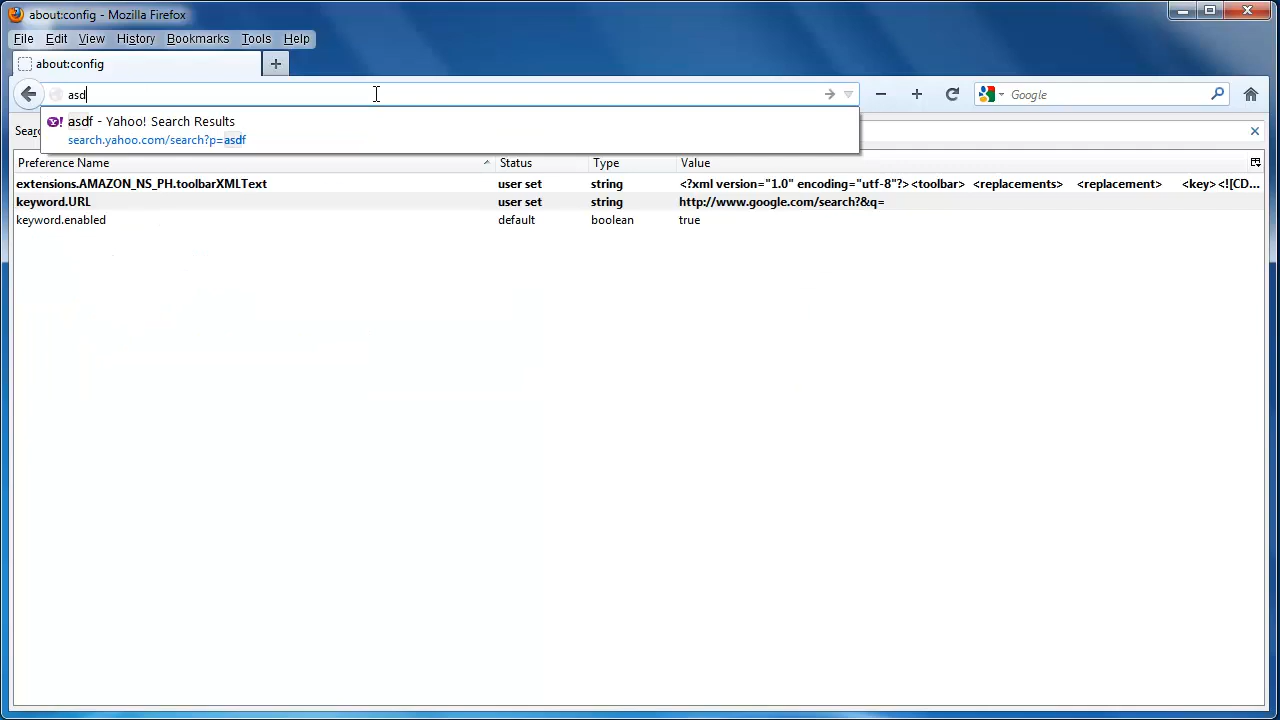 about:config - Mozilla Firefox
File Edit View History Bookmarks Tools Help
about:config
asd Google
asdf - Yahoo! Search Results
search.yahoo.com/search?p=asdf
Preference Name Status Type Value
extensions.AMAZON_NS_PH.toolbarXMLText user set string <?xml version="1.0" encoding="utf-8"?><toolbar> <replacements> <replacement> <key><![CD...
keyword.URL user set string http://www.google.com/search?&q=
keyword.enabled default boolean true